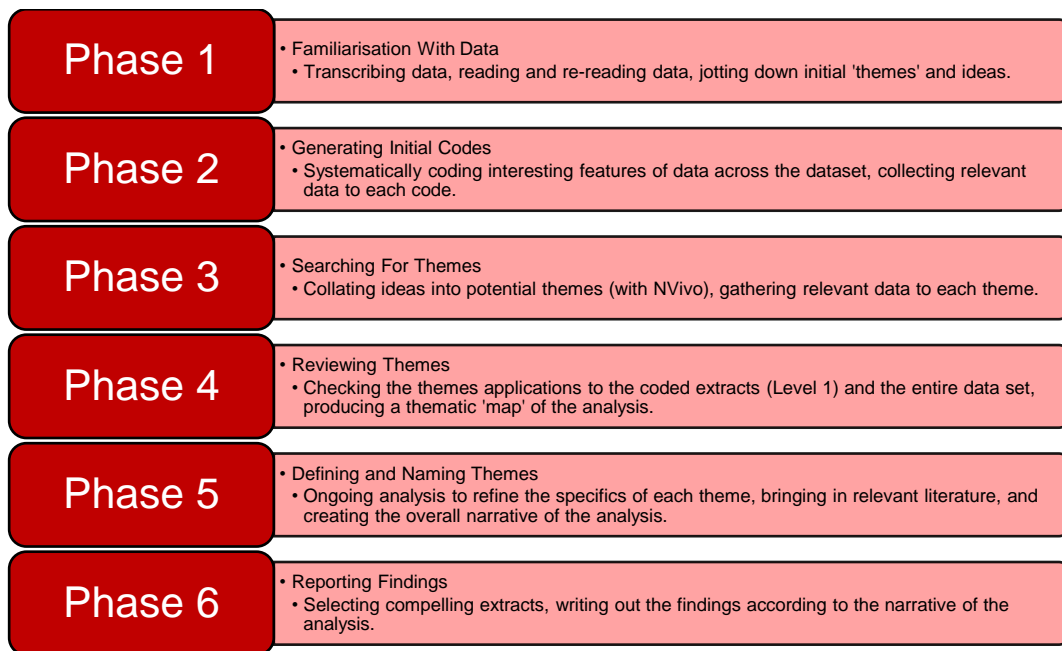 Phase 1
• Familiarisation With Data
• Transcribing data, reading and re-reading data, jotting down initial 'themes' and ideas.
Phase 2
• Generating Initial Codes
• Systematically coding interesting features of data across the dataset, collecting relevant
data to each code.
Phase 3
• Searching For Themes
• Collating ideas into potential themes (with NVivo), gathering relevant data to each theme.
Phase 4
• Reviewing Themes
• Checking the themes applications to the coded extracts (Level 1) and the entire data set,
producing a thematic 'map' of the analysis.
Phase 5
• Defining and Naming Themes
• Ongoing analysis to refine the specifics of each theme, bringing in relevant literature, and
creating the overall narrative of the analysis.
Phase 6
• Reporting Findings
• Selecting compelling extracts, writing out the findings according to the narrative of the
analysis.